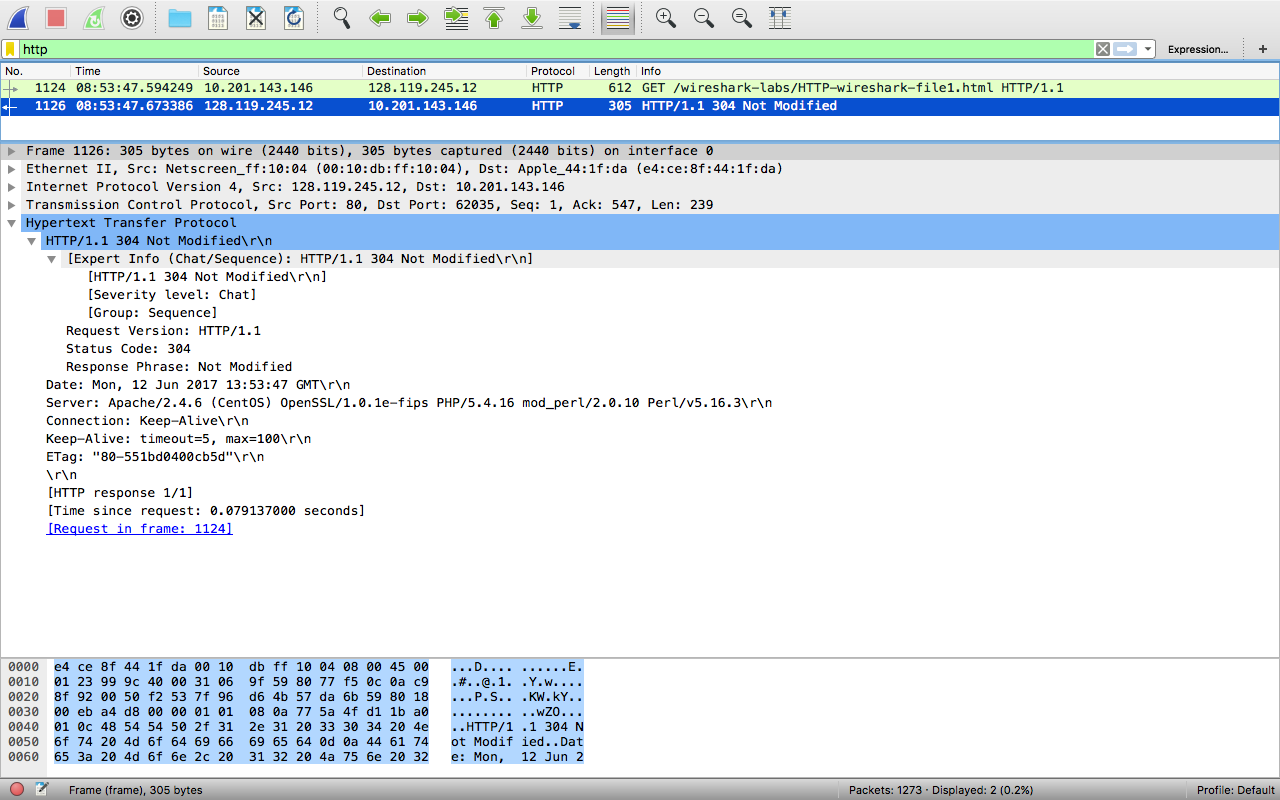 http
Expression...
+
No. Time Source Destination Protocol Length Info
1124 08:53:47.594249 10.201.143.146 128.119.245.12 HTTP 612 GET /wireshark-labs/HTTP-wireshark-file1.html HTTP/1.1
1126 08:53:47.673386 128.119.245.12 10.201.143.146 HTTP 305 HTTP/1.1 304 Not Modified
Frame 1126: 305 bytes on wire (2440 bits), 305 bytes captured (2440 bits) on interface 0
Ethernet II, Src: Netscreen_ff:10:04 (00:10:db:ff:10:04), Dst: Apple_44:1f:da (e4:ce:8f:44:1f:da)
Internet Protocol Version 4, Src: 128.119.245.12, Dst: 10.201.143.146
Transmission Control Protocol, Src Port: 80, Dst Port: 62035, Seq: 1, Ack: 547, Len: 239
Hypertext Transfer Protocol
HTTP/1.1 304 Not Modified\r\n
[Expert Info (Chat/Sequence): HTTP/1.1 304 Not Modified\r\n]
[HTTP/1.1 304 Not Modified\r\n]
[Severity level: Chat]
[Group: Sequence]
Request Version: HTTP/1.1
Status Code: 304
Response Phrase: Not Modified
Date: Mon, 12 Jun 2017 13:53:47 GMT\r\n
Server: Apache/2.4.6 (CentOS) OpenSSL/1.0.1e-fips PHP/5.4.16 mod_perl/2.0.10 Perl/v5.16.3\r\n
Connection: Keep-Alive\r\n
Keep-Alive: timeout=5, max=100\r\n
ETag: "80-551bd0400cb5d"\r\n
\r\n
[HTTP response 1/1]
[Time since request: 0.079137000 seconds]
[Request in frame: 1124]
0000 e4 ce 8f 44 1f da 00 10 db ff 10 04 08 00 45 00 ...D.... ......E.
0010 01 23 99 9c 40 00 31 06 9f 59 80 77 f5 0c 0a c9 .#..@.1. .Y.w....
0020 8f 92 00 50 f2 53 7f 96 d6 4b 57 da 6b 59 80 18 ...P.S.. .KW.kY..
0030 00 eb a4 d8 00 00 01 01 08 0a 77 5a 4f d1 1b a0 ........ ..wZO...
0040 01 0c 48 54 54 50 2f 31 2e 31 20 33 30 34 20 4e ..HTTP/1 .1 304 N
0050 6f 74 20 4d 6f 64 69 66 69 65 64 0d 0a 44 61 74 ot Modif ied..Dat
0060 65 3a 20 4d 6f 6e 2c 20 31 32 20 4a 75 6e 20 32 e: Mon, 12 Jun 2
Frame (frame), 305 bytes
Packets: 1273 · Displayed: 2 (0.2%)
Profile: Default